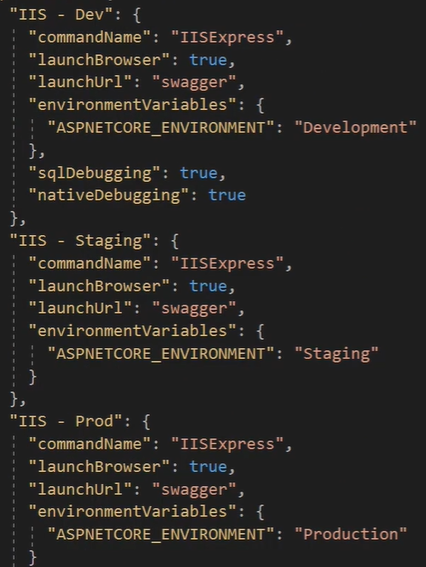 "IIS - Dev": {
"commandName": "IISExpress",
"launchBrowser": true,
"launchUrl": "swagger",
"environmentVariables": {
"ASPNETCORE_ENVIRONMENT": "Development"
},
"sqlDebugging": true,
"nativeDebugging": true
},
"IIS - Staging": {
"commandName": "IISExpress",
"launchBrowser": true,
"launchUrl": "swagger",
"environmentVariables": {
"ASPNETCORE_ENVIRONMENT": "Staging"
}
},
"IIS - Prod": {
"commandName": "IISExpress",
"launchBrowser": true,
"launchUrl": "swagger",
"environmentVariables": {
"ASPNETCORE_ENVIRONMENT": "Production"
}